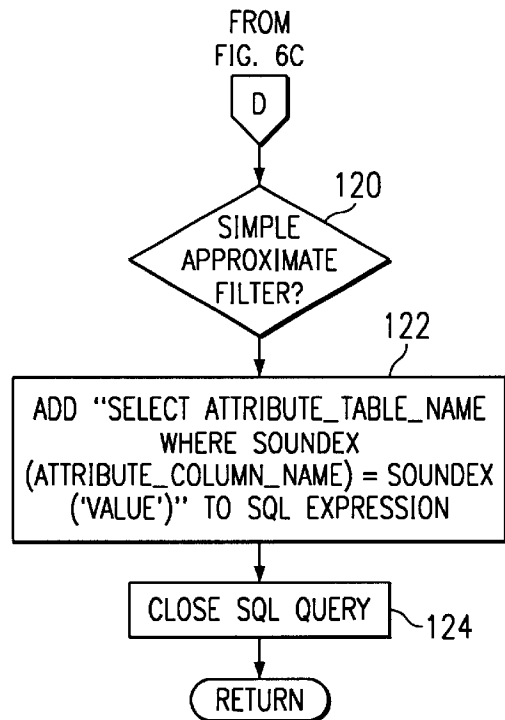 FROM
FIG. 6C
D
120
SIMPLE
APPROXIMATE
FILTER?
122
ADD "SELECT ATTRIBUTE_TABLE_NAME
WHERE SOUNDEX
(ATTRIBUTE_COLUMN_NAME) = SOUNDEX
('VALUE')" TO SQL EXPRESSION
CLOSE SQL QUERY
124
RETURN